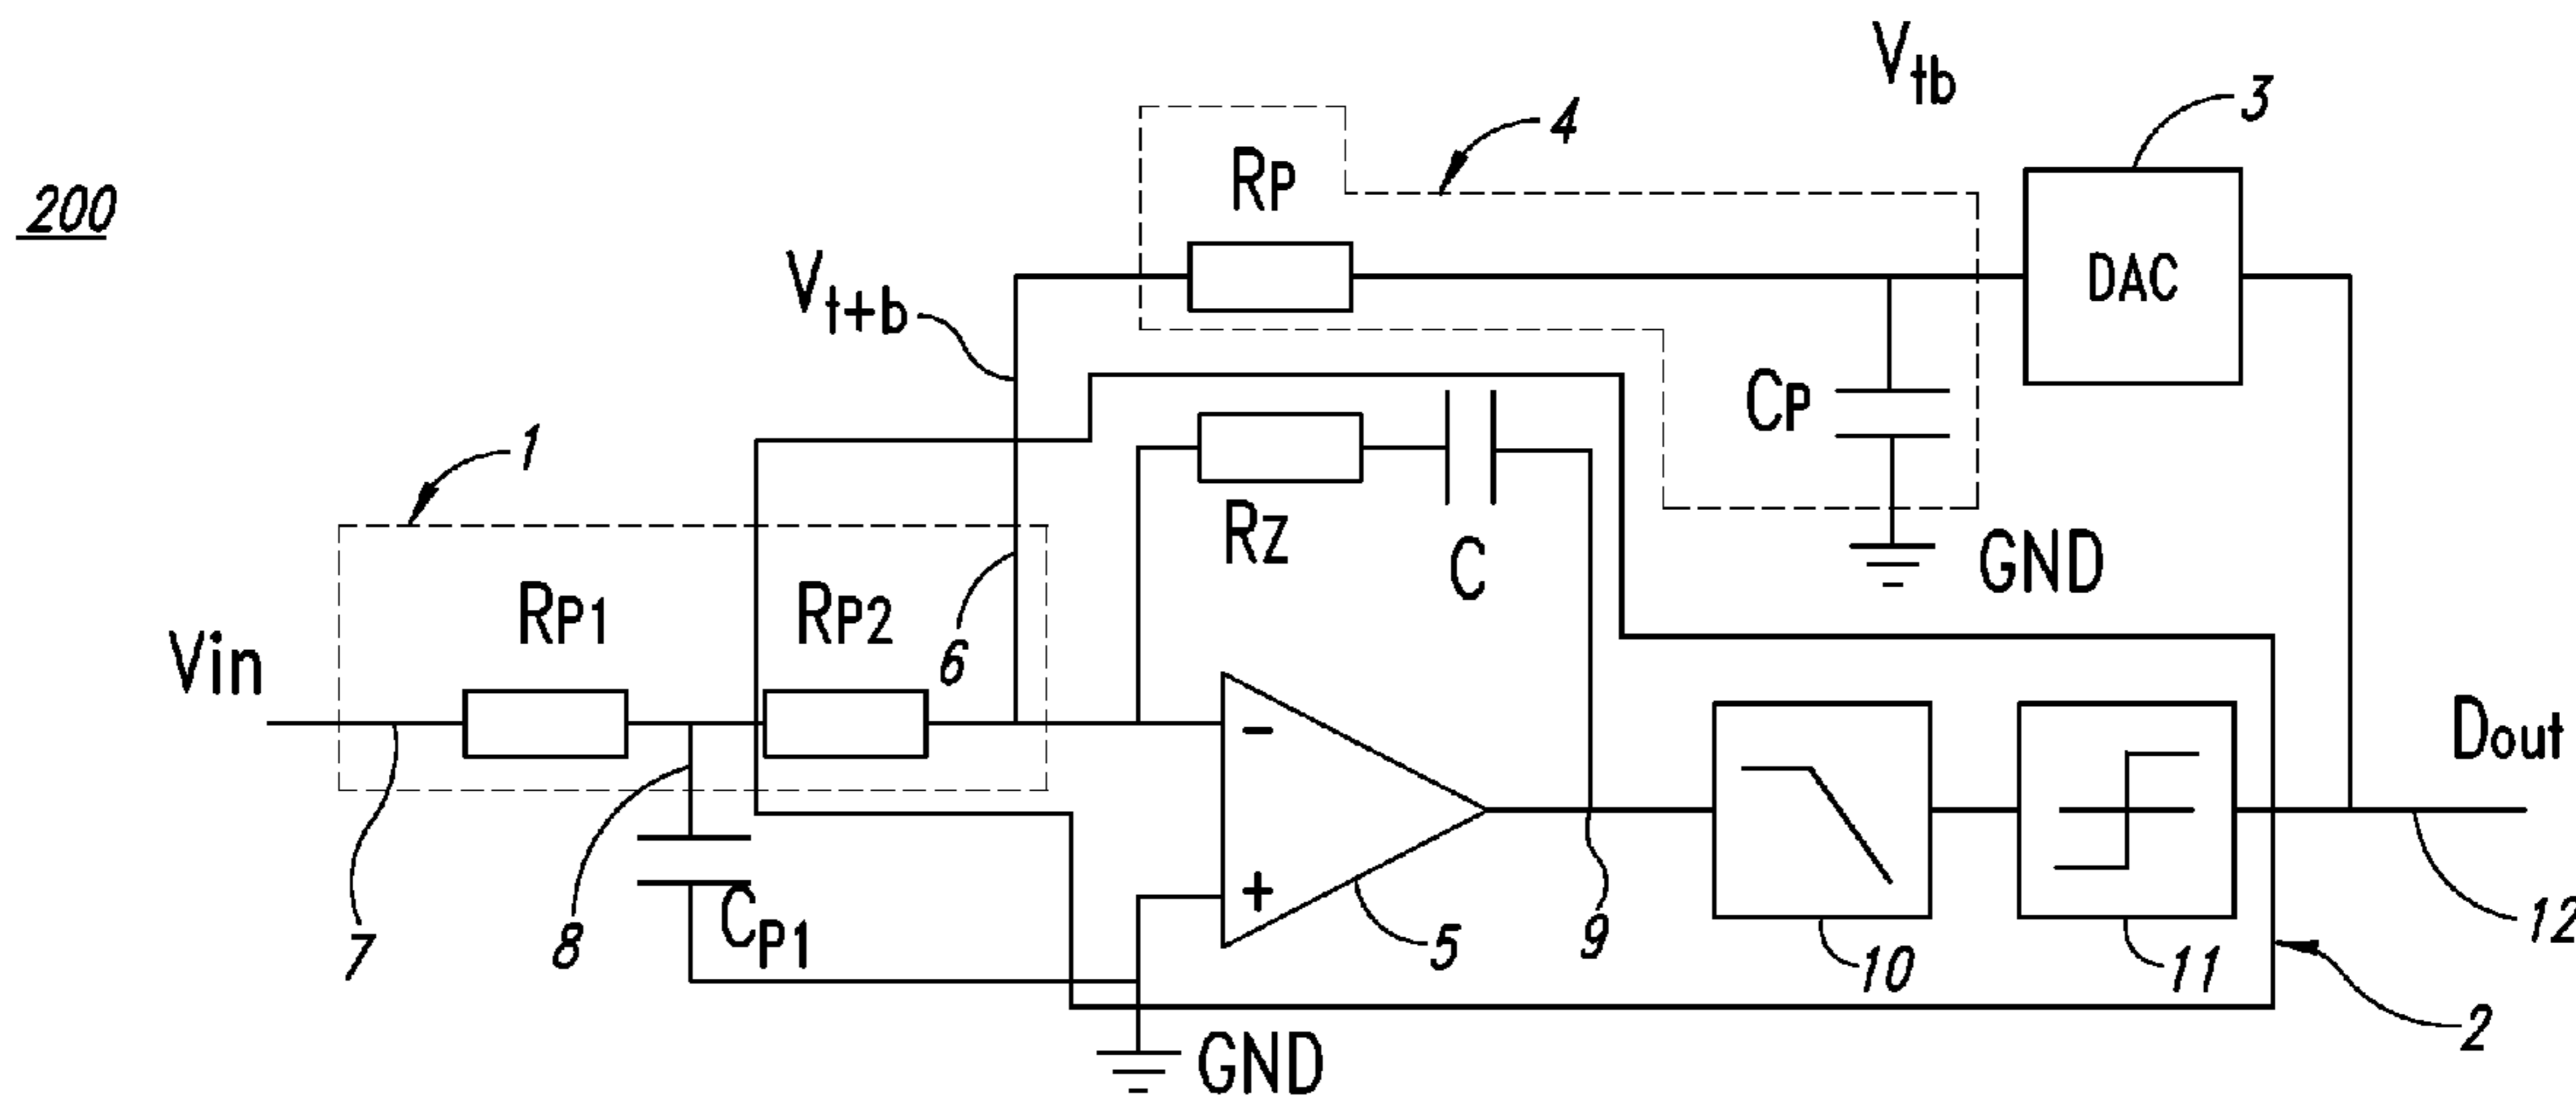 200
Vtb
4
3
RP
DAC
Vt+b
CP
1
RZ
C
GND
RP1
RP2
6
Vin
-
Dout
+
CP1
7
8
5
9
10
11
12
2
GND